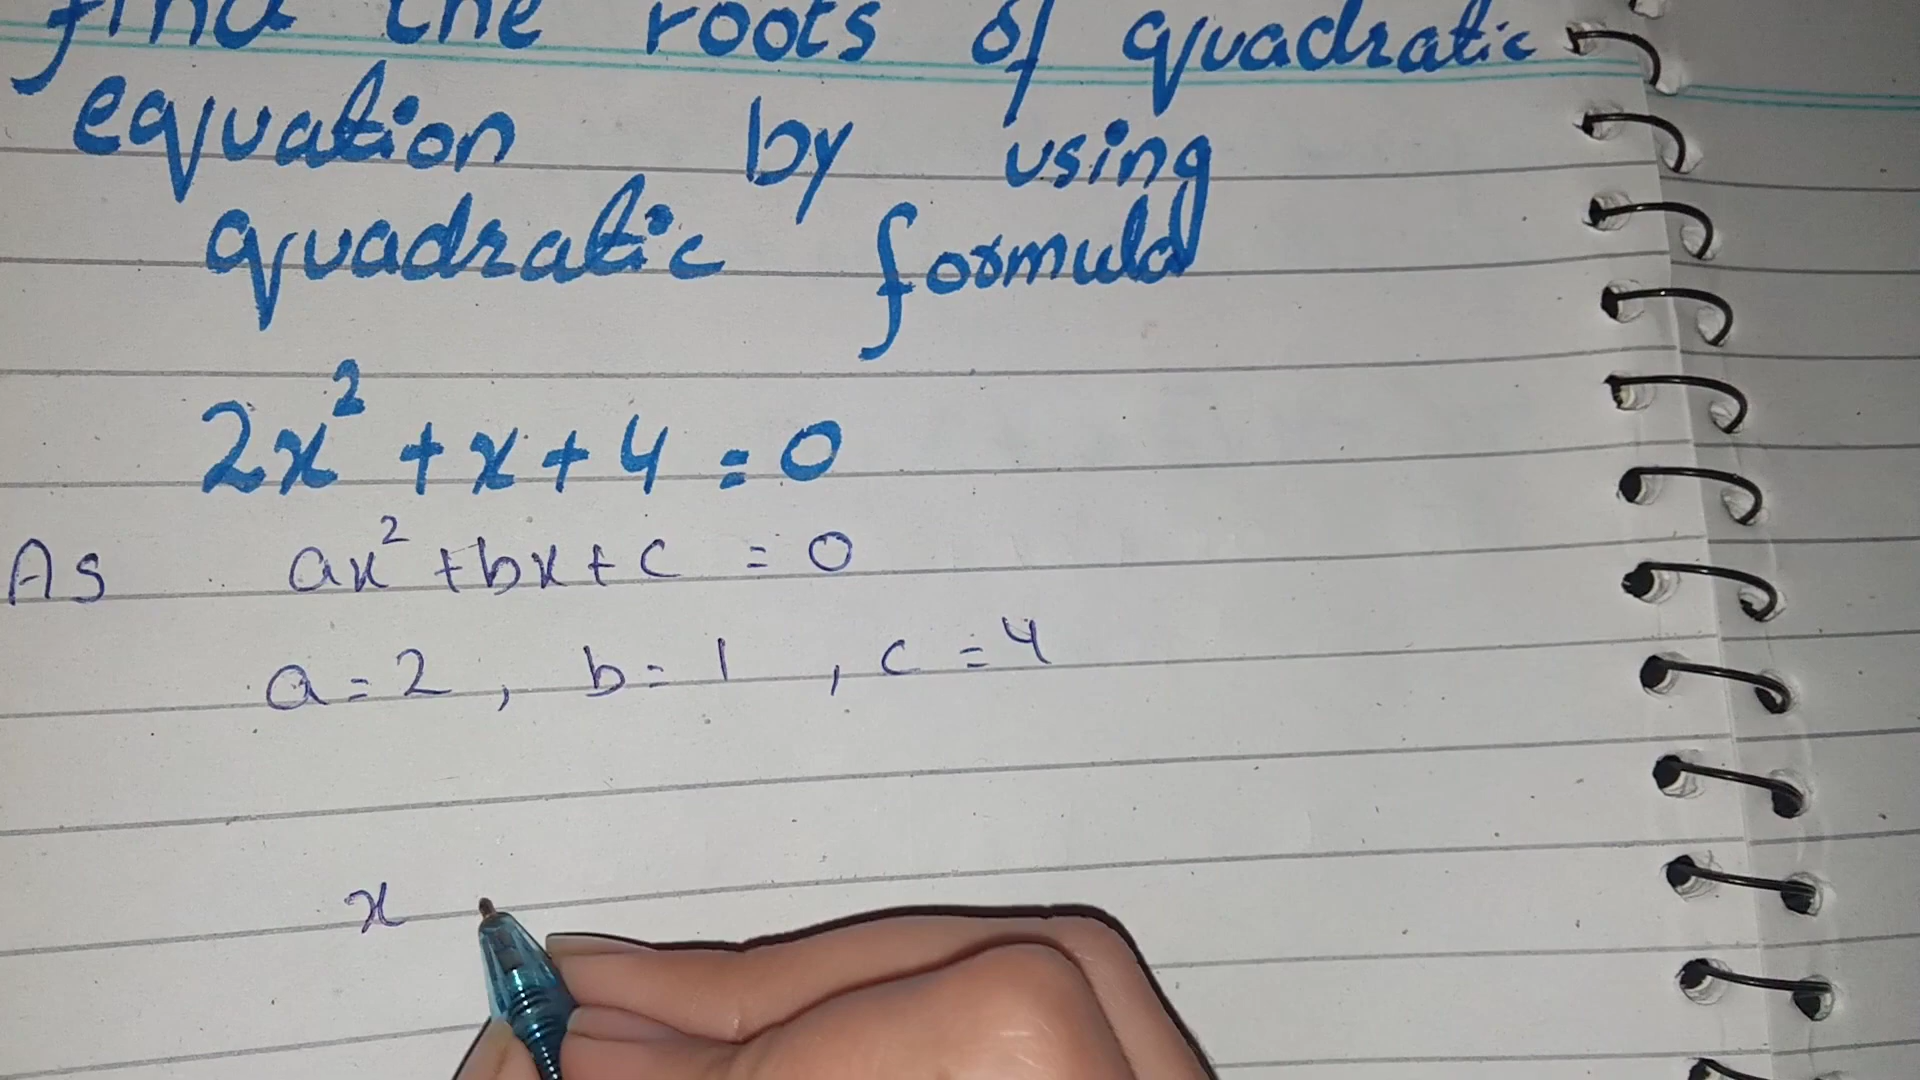 find the roots of quadratic
equation by using
quadratic formula
2x² + x + 4 = 0
As ax² + bx + c = 0
a = 2 , b = 1 , c = 4
x